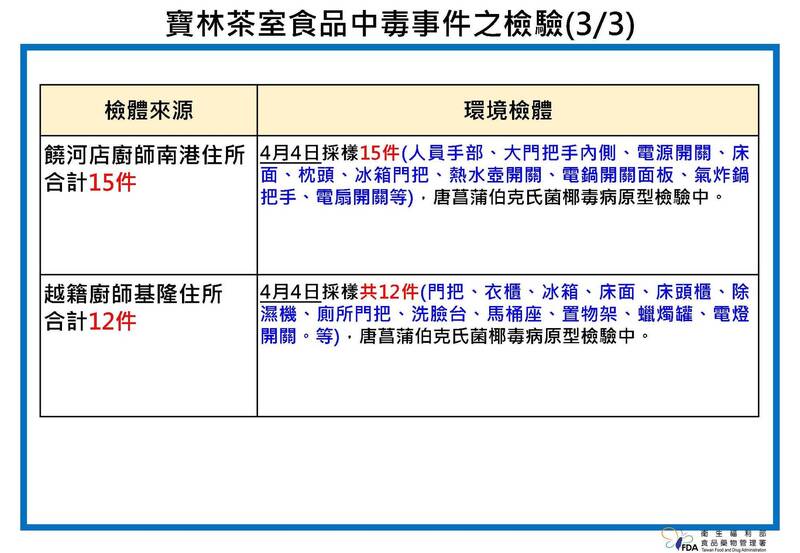 寶林茶室食品中毒事件之檢驗(3/3)
檢體來源
環境檢體
饒河店廚師南港住所
合計15件
4月4日採樣15件(人員手部、大門把手內側、電源開關、床
面、枕頭、冰箱門把、熱水壺開關、電鍋開關面板、氣炸鍋
把手、電扇開關等)，唐菖蒲伯克氏菌椰毒病原型檢驗中。
越籍廚師基隆住所
合計12件
4月4日採樣共12件(門把、衣櫃、冰箱、床面、床頭櫃、除
濕機、廁所門把、洗臉台、馬桶座、置物架、蠟燭罐、電燈
開關。等)，唐菖蒲伯克氏菌椰毒病原型檢驗中。
衛生福利部
食品藥物管理署
FDA
Taiwan Food and Drug Administration